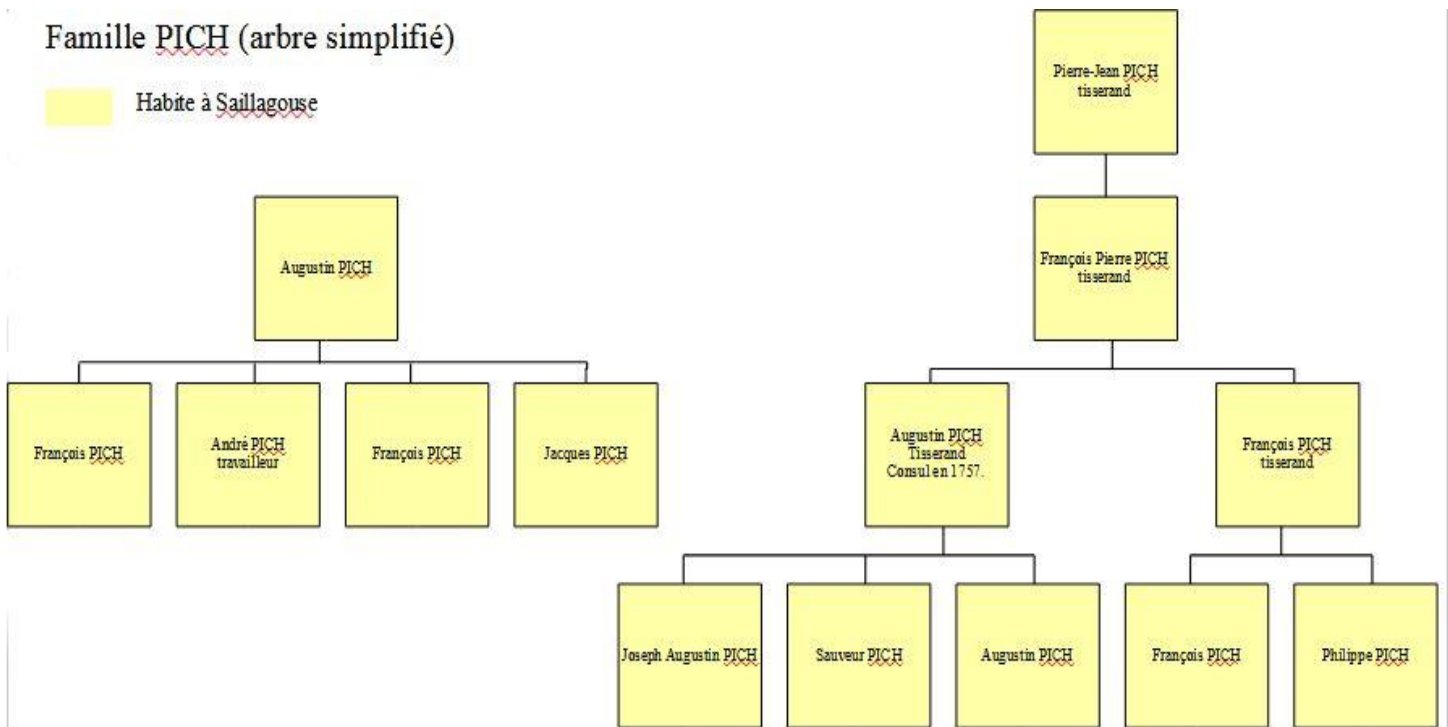 Famille PICH (arbre simplifié)
Habite à Saillagouse
Pierre-Jean PICH
tisserand
Augustin PICH
François Pierre PICH
tisserand
François PICH
André PICH
travailleur
François PICH
Jacques PICH
Augustin PICH
Tisserand
Consul en 1757.
François PICH
tisserand
Joseph Augustin PICH
Sauveur PICH
Augustin PICH
François PICH
Philippe PICH